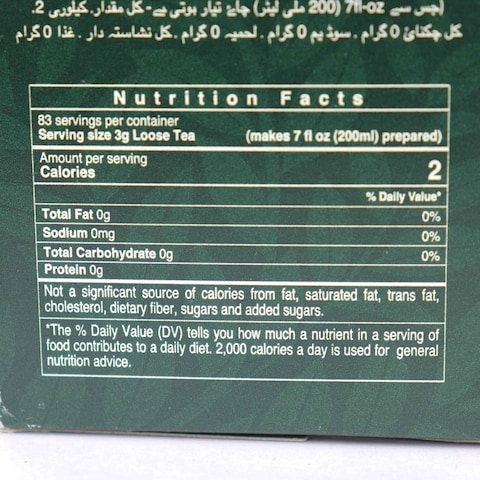 (جس سے 7fl-oz (200 ملی لیٹر) چائے تیار ہوتی ہے- کل مقدار. کیلوری 2.
کل چکنائی 0 گرام . سوڈیم 0 گرام . لحمیہ 0 گرام . کل نشاستہ دار . غذا 0 گرام
Nutrition Facts
83 servings per container
Serving size 3g Loose Tea (makes 7 fl oz (200ml) prepared)
Amount per serving
Calories 2
% Daily Value*
Total Fat 0g 0%
Sodium 0mg 0%
Total Carbohydrate 0g 0%
Protein 0g
Not a significant source of calories from fat, saturated fat, trans fat,
cholesterol, dietary fiber, sugars and added sugars.
*The % Daily Value (DV) tells you how much a nutrient in a serving of
food contributes to a daily diet. 2,000 calories a day is used for general
nutrition advice.